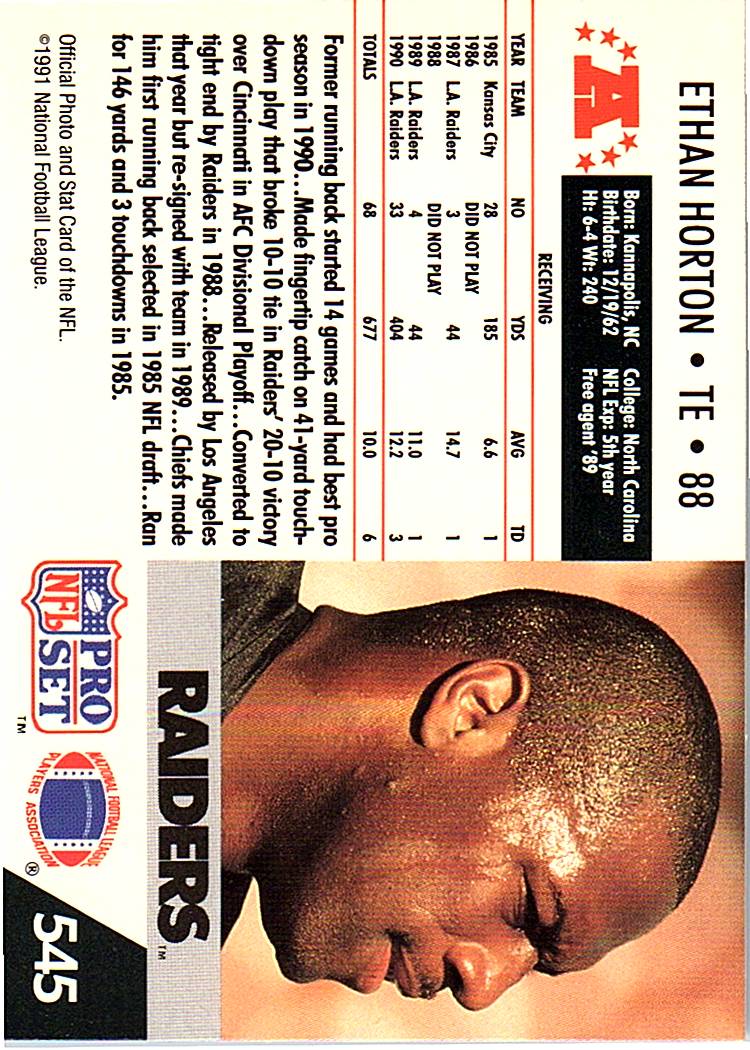 ETHAN HORTON • TE • 88
Born: Kannapolis, NC College: North Carolina
Birthdate: 12/19/62 NFL Exp: 5th year
Ht: 6-4 Wt: 240 Free agent '89
A
RECEIVING
YEAR TEAM NO YDS AVG TD
1985 Kansas City 28 185 6.6 1
1986 DID NOT PLAY
1987 L.A. Raiders 3 44 14.7 1
1988 DID NOT PLAY
1989 L.A. Raiders 4 44 11.0 1
1990 L.A. Raiders 33 404 12.2 3
TOTALS 68 677 10.0 6
Former running back started 14 games and had best pro
season in 1990...Made fingertip catch on 41-yard touch-
down play that broke 10-10 tie in Raiders' 20-10 victory
over Cincinnati in AFC Divisional Playoff...Converted to
tight end by Raiders in 1988...Released by Los Angeles
that year but re-signed with team in 1989...Chiefs made
him first running back selected in 1985 NFL draft...Ran
for 146 yards and 3 touchdowns in 1985.
Official Photo and Stat Card of the NFL.
©1991 National Football League.
RAIDERS™
NFL PRO SET ™
NATIONAL FOOTBALL LEAGUE
PLAYERS ASSOCIATION ®
545